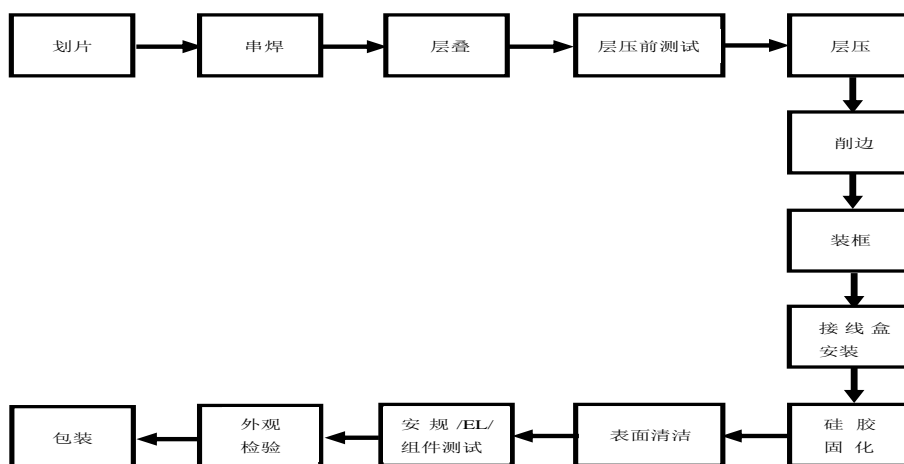 划片
串焊
层叠
层压前测试
层压
削边
装框
接线盒
安装
硅胶
固化
表面清洁
安规/EL/
组件测试
外观
检验
包装